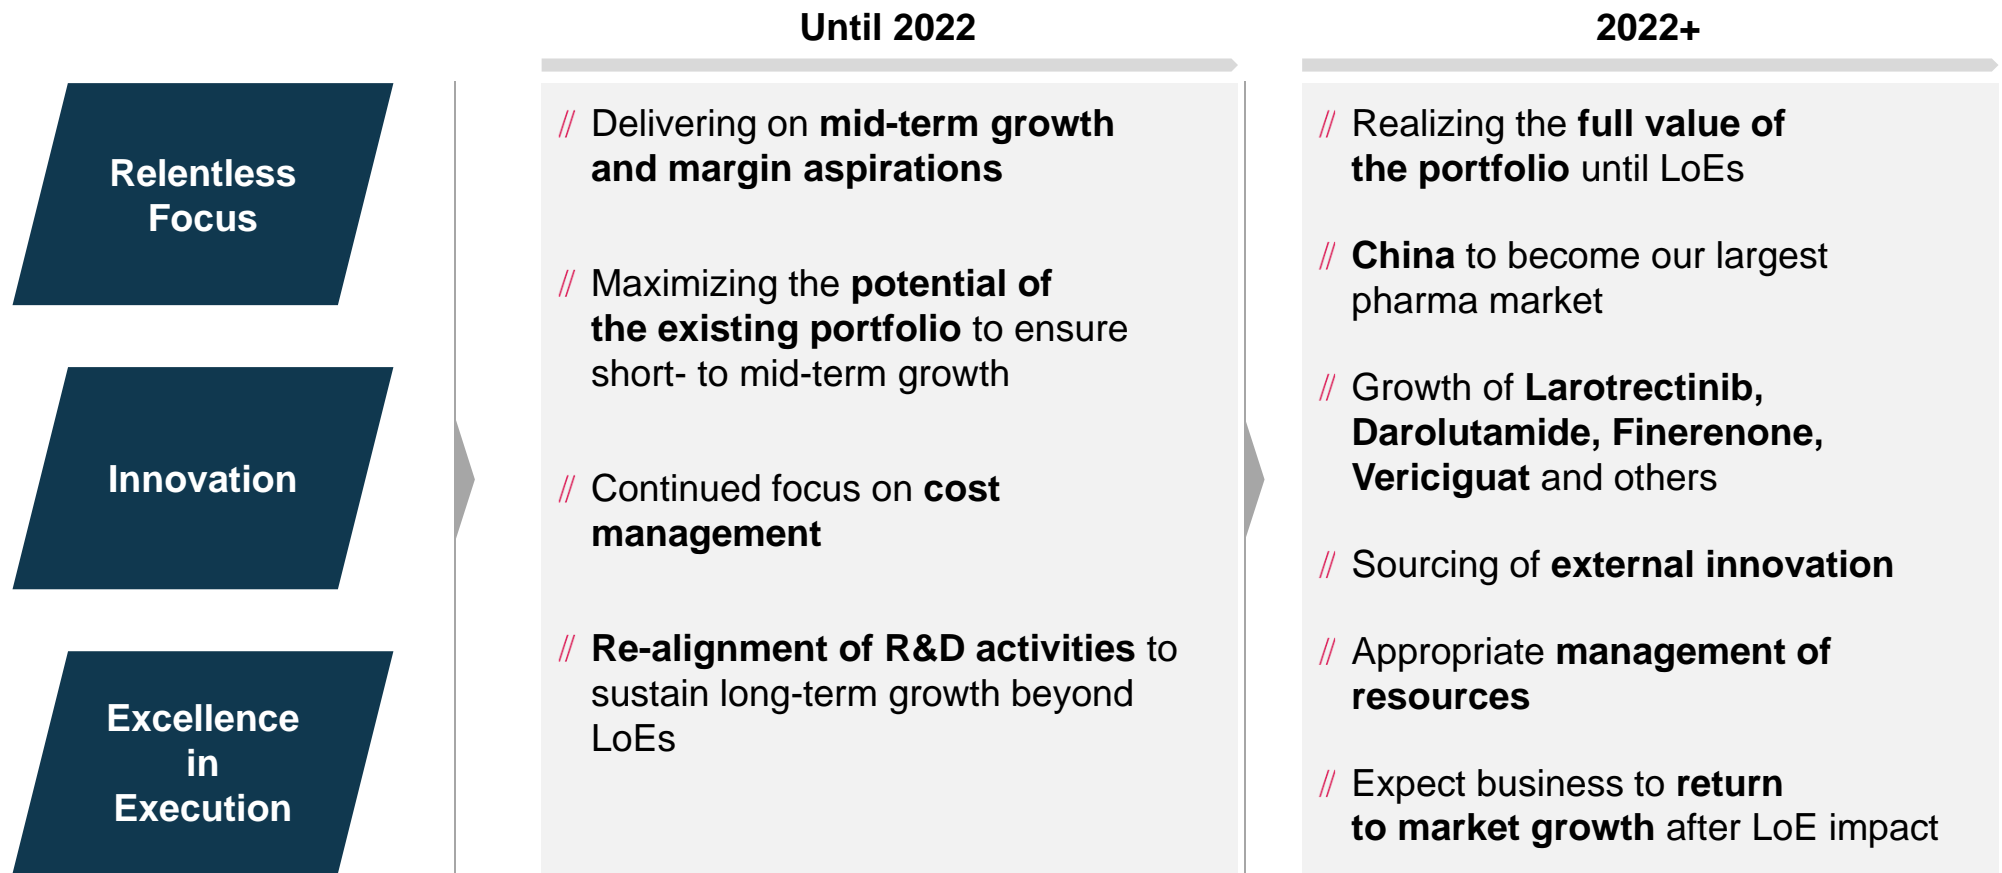 Until 2022
2022+
Relentless
Focus
Innovation
Excellence
in
Execution
// Delivering on mid-term growth
and margin aspirations
// Maximizing the potential of
the existing portfolio to ensure
short- to mid-term growth
// Continued focus on cost
management
// Re-alignment of R&D activities to
sustain long-term growth beyond
LoEs
// Realizing the full value of
the portfolio until LoEs
// China to become our largest
pharma market
// Growth of Larotrectinib,
Darolutamide, Finerenone,
Vericiguat and others
// Sourcing of external innovation
// Appropriate management of
resources
// Expect business to return
to market growth after LoE impact